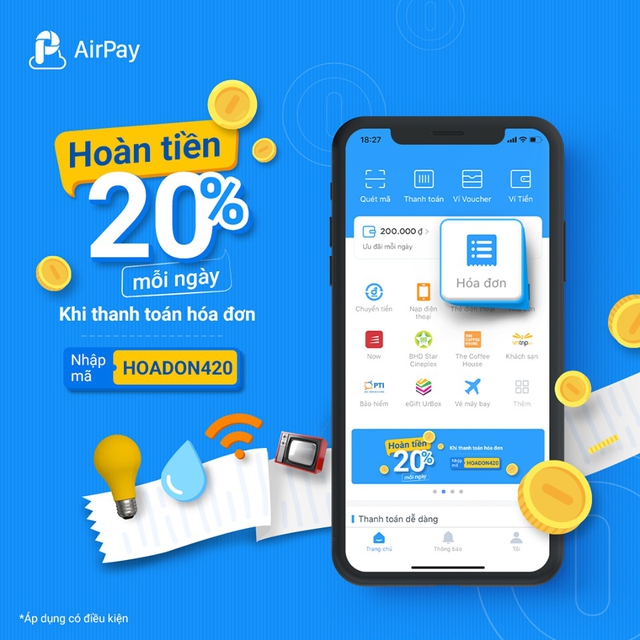 AirPay
Hoàn tiền
20%
mỗi ngày
Khi thanh toán hóa đơn
Nhập mã
HOADON420
18:27
Quét mã
Thanh toán
Ví Voucher
Ví Tiền
200.000 ₫ >
Ưu đãi mỗi ngày
Hóa đơn
Chuyển tiền
Nạp điện thoại
Now
BHD Star Cineplex
The Coffee House
Khách sạn
PTI
Bảo hiểm
eGift UrBox
Vé máy bay
Thêm
Hoàn tiền
20%
mỗi ngày
Khi thanh toán hóa đơn
Nhập mã
HOADON420
Thanh toán dễ dàng
Trang chủ
Thông báo
Tôi
*Áp dụng có điều kiện